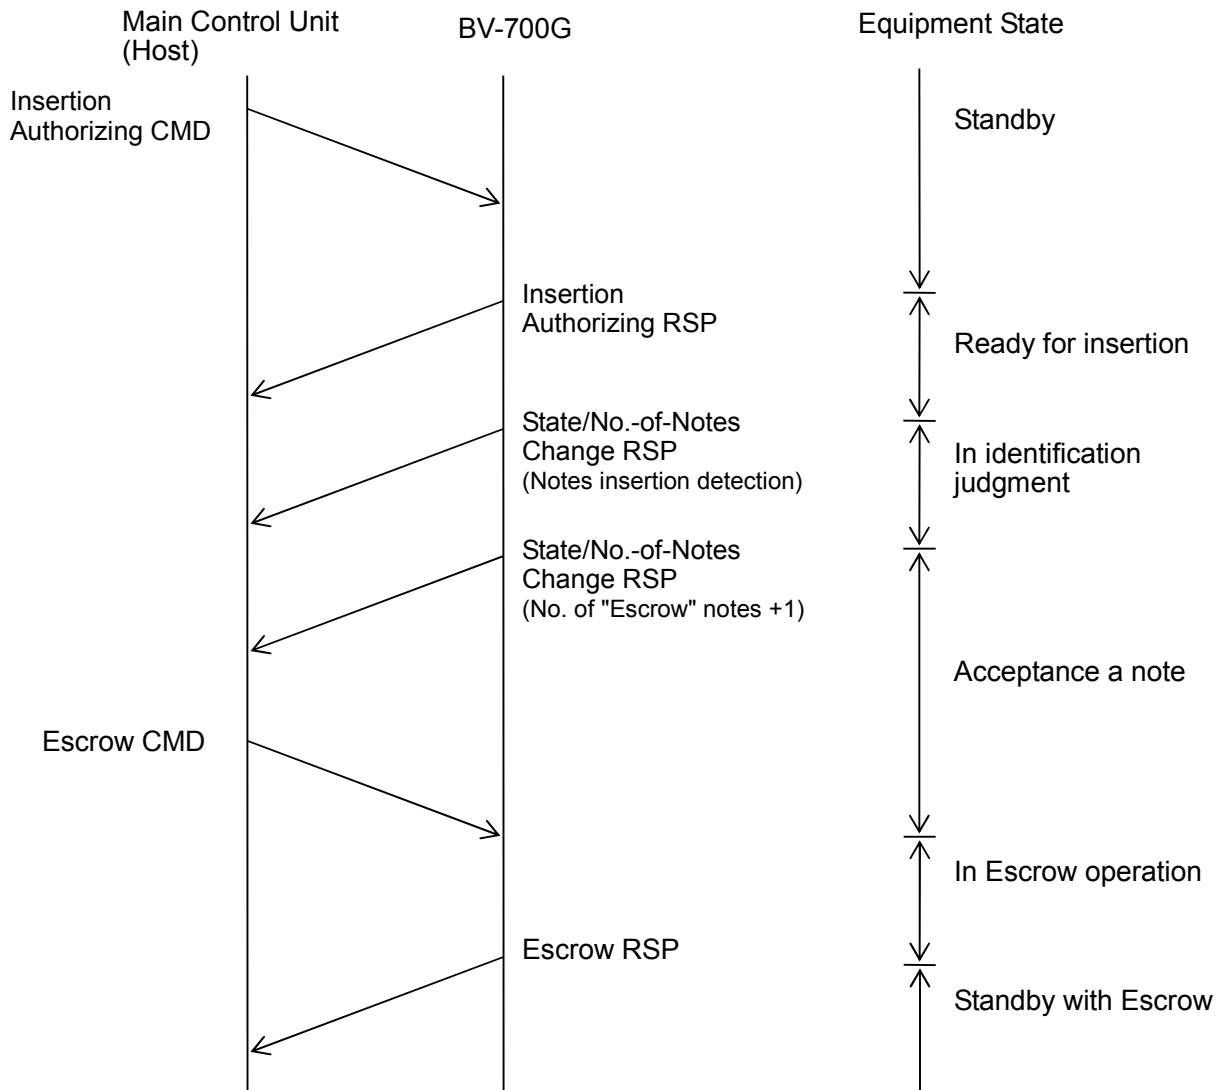 Main Control Unit
(Host)
BV-700G
Equipment State
Insertion
Authorizing CMD
Standby
Insertion
Authorizing RSP
Ready for insertion
State/No.-of-Notes
Change RSP
(Notes insertion detection)
In identification
judgment
State/No.-of-Notes
Change RSP
(No. of "Escrow" notes +1)
Acceptance a note
Escrow CMD
In Escrow operation
Escrow RSP
Standby with Escrow